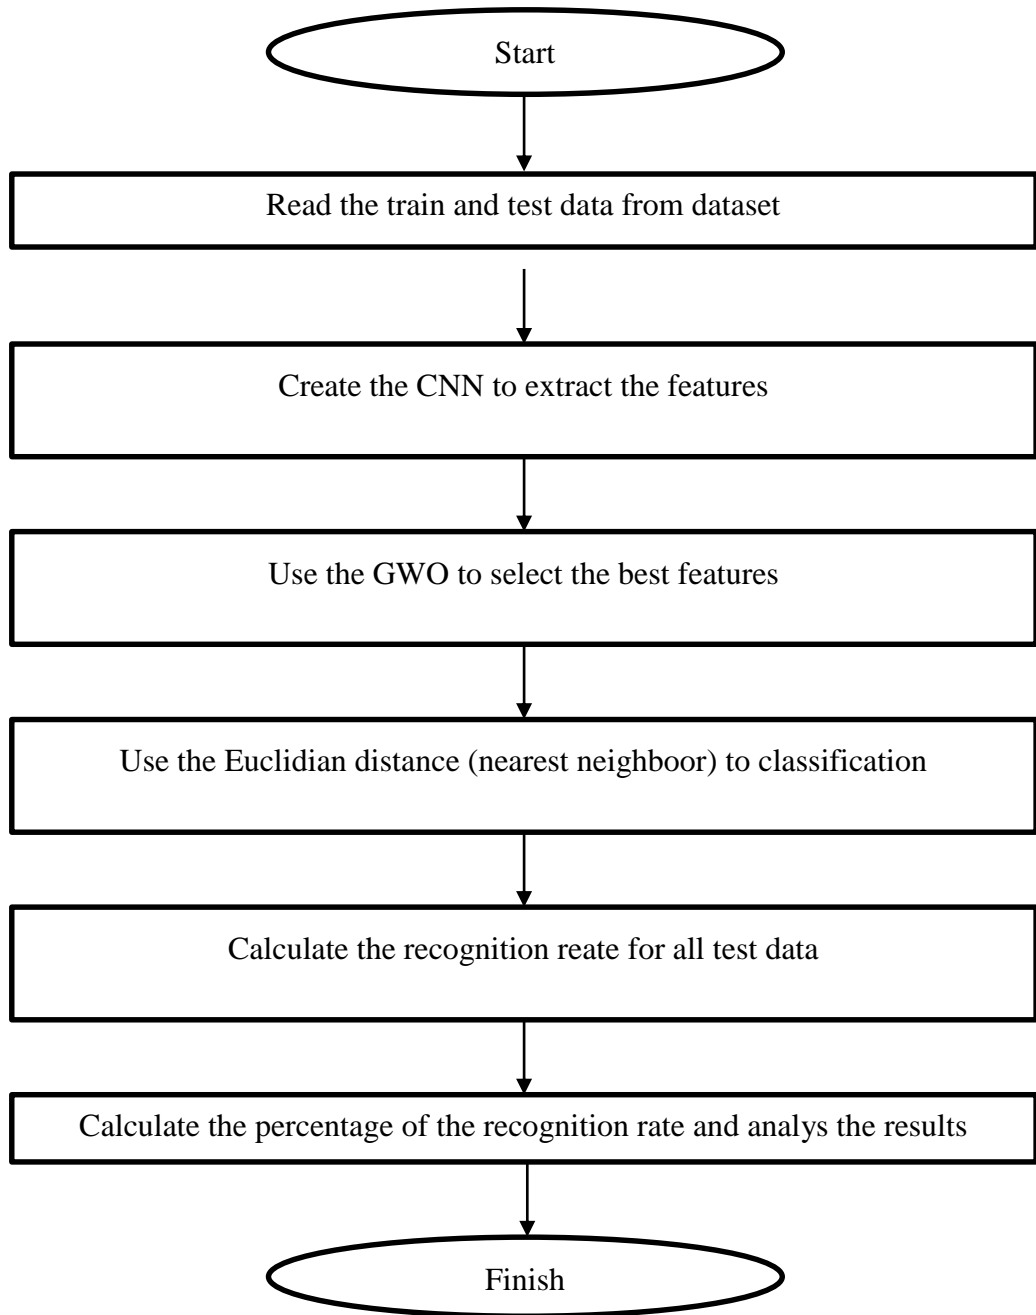 Start
Read the train and test data from dataset
Create the CNN to extract the features
Use the GWO to select the best features
Use the Euclidian distance (nearest neighboor) to classification
Calculate the recognition reate for all test data
Calculate the percentage of the recognition rate and analys the results
Finish